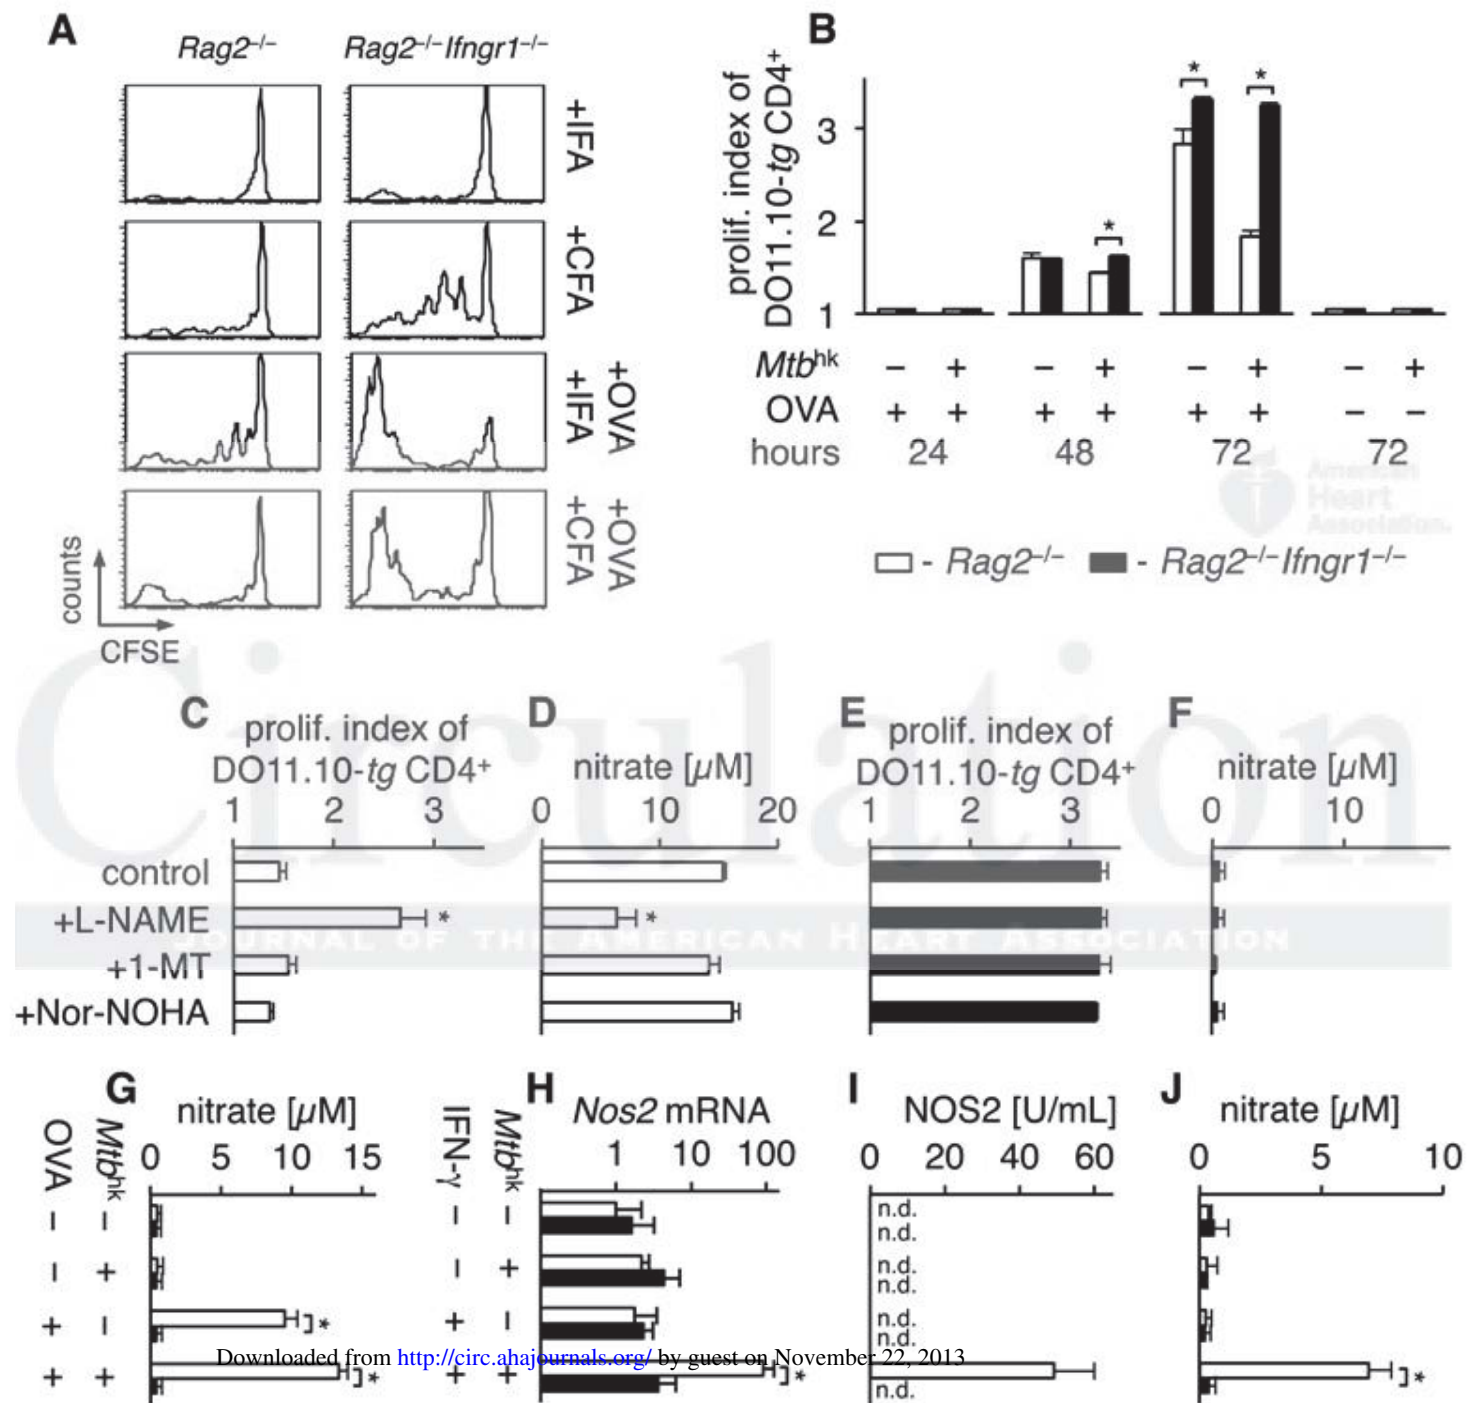 A
Rag2–/–
Rag2–/–Ifngr1–/–
+IFA
+CFA
+OVA
+IFA
+OVA
+CFA
counts
CFSE
B
prolif. index of
DO11.10-tg CD4+
3
2
1
* * *
Mtbhk – + – + – + – +
OVA + + + + + + – –
hours 24 48 72 72
American
Heart
Association
- Rag2–/– - Rag2–/–Ifngr1–/–
Circulation
JOURNAL OF THE AMERICAN HEART ASSOCIATION
C
prolif. index of
DO11.10-tg CD4+
1 2 3
control
+L-NAME *
+1-MT
+Nor-NOHA
D
nitrate [µM]
0 10 20
*
E
prolif. index of
DO11.10-tg CD4+
1 2 3
F
nitrate [µM]
0 10
G
nitrate [µM]
OVA Mtbhk 0 5 10 15
– –
– +
+ – *
+ + *
H
Nos2 mRNA
IFN-γ Mtbhk 1 10 100
– –
– +
+ –
+ + *
I
NOS2 [U/mL]
0 20 40 60
n.d.
n.d.
n.d.
n.d.
n.d.
n.d.
n.d.
J
nitrate [µM]
0 5 10
*
Downloaded from http://circ.ahajournals.org/ by guest on November 22, 2013